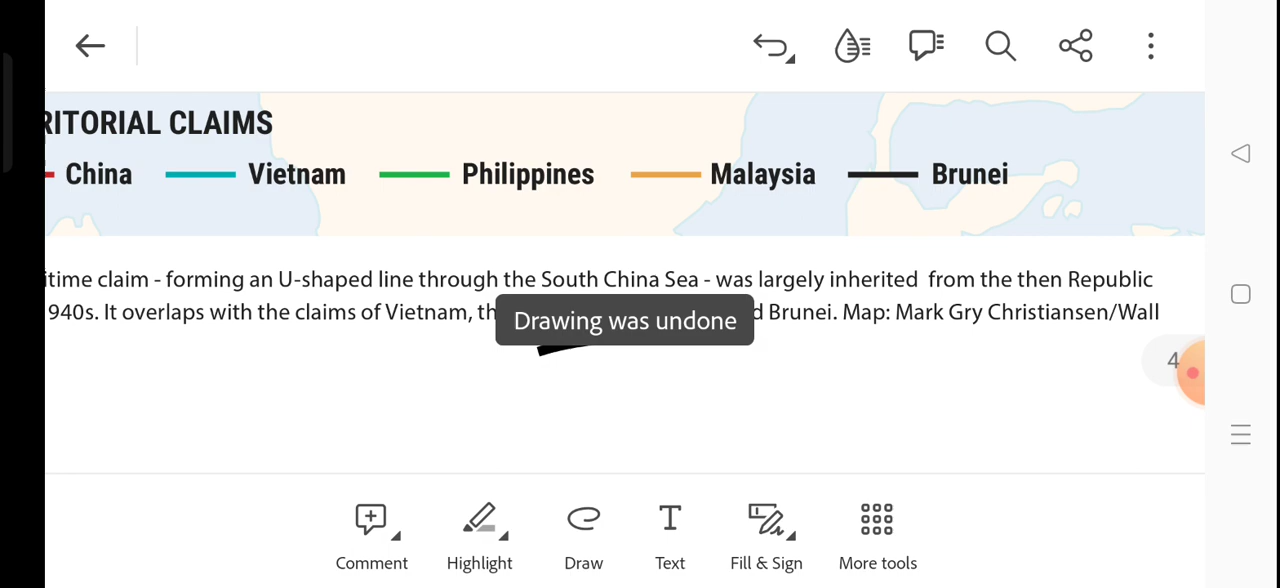 RITORIAL CLAIMS
China Vietnam Philippines Malaysia Brunei
itime claim - forming an U-shaped line through the South China Sea - was largely inherited from the then Republic
940s. It overlaps with the claims of Vietnam, th d Brunei. Map: Mark Gry Christiansen/Wall
Drawing was undone
4
Comment Highlight Draw Text Fill & Sign More tools